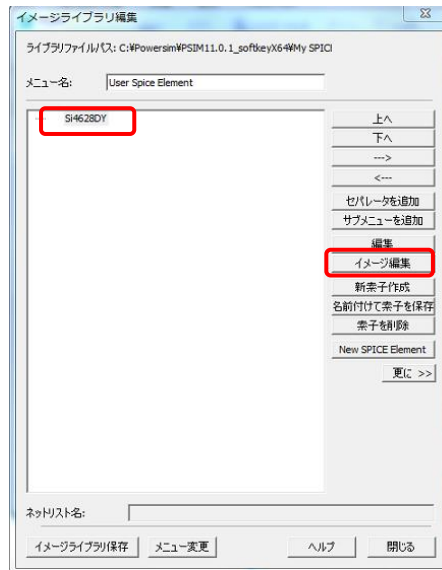 イメージライブラリ編集
ライブラリファイルパス: C:¥Powersim¥PSIM11.0.1_softkeyX64¥My SPICI
メニュー名: User Spice Element
Si4628DY
上へ
下へ
--->
<---
セパレータを追加
サブメニューを追加
編集
イメージ編集
新素子作成
名前付けて素子を保存
素子を削除
New SPICE Element
更に >>
ネットリスト名:
イメージライブラリ保存 メニュー変更 ヘルプ 閉じる